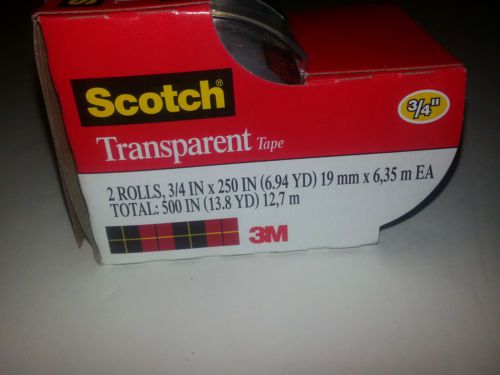 Scotch®
3/4"
Transparent Tape
2 ROLLS, 3/4 IN x 250 IN (6.94 YD) 19 mm x 6,35 m EA
TOTAL: 500 IN (13.8 YD) 12,7 m
3M